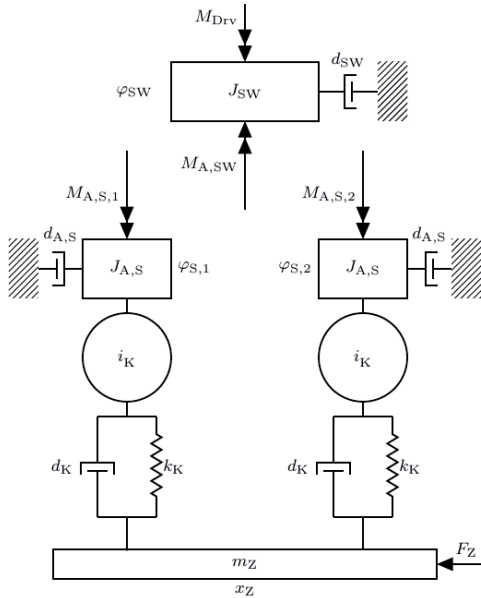 M_Drv
d_SW
φ_SW
J_SW
M_A,SW
M_A,S,1
M_A,S,2
d_A,S
d_A,S
J_A,S
φ_S,1
φ_S,2
J_A,S
i_K
i_K
d_K
k_K
d_K
k_K
F_Z
m_Z
x_Z